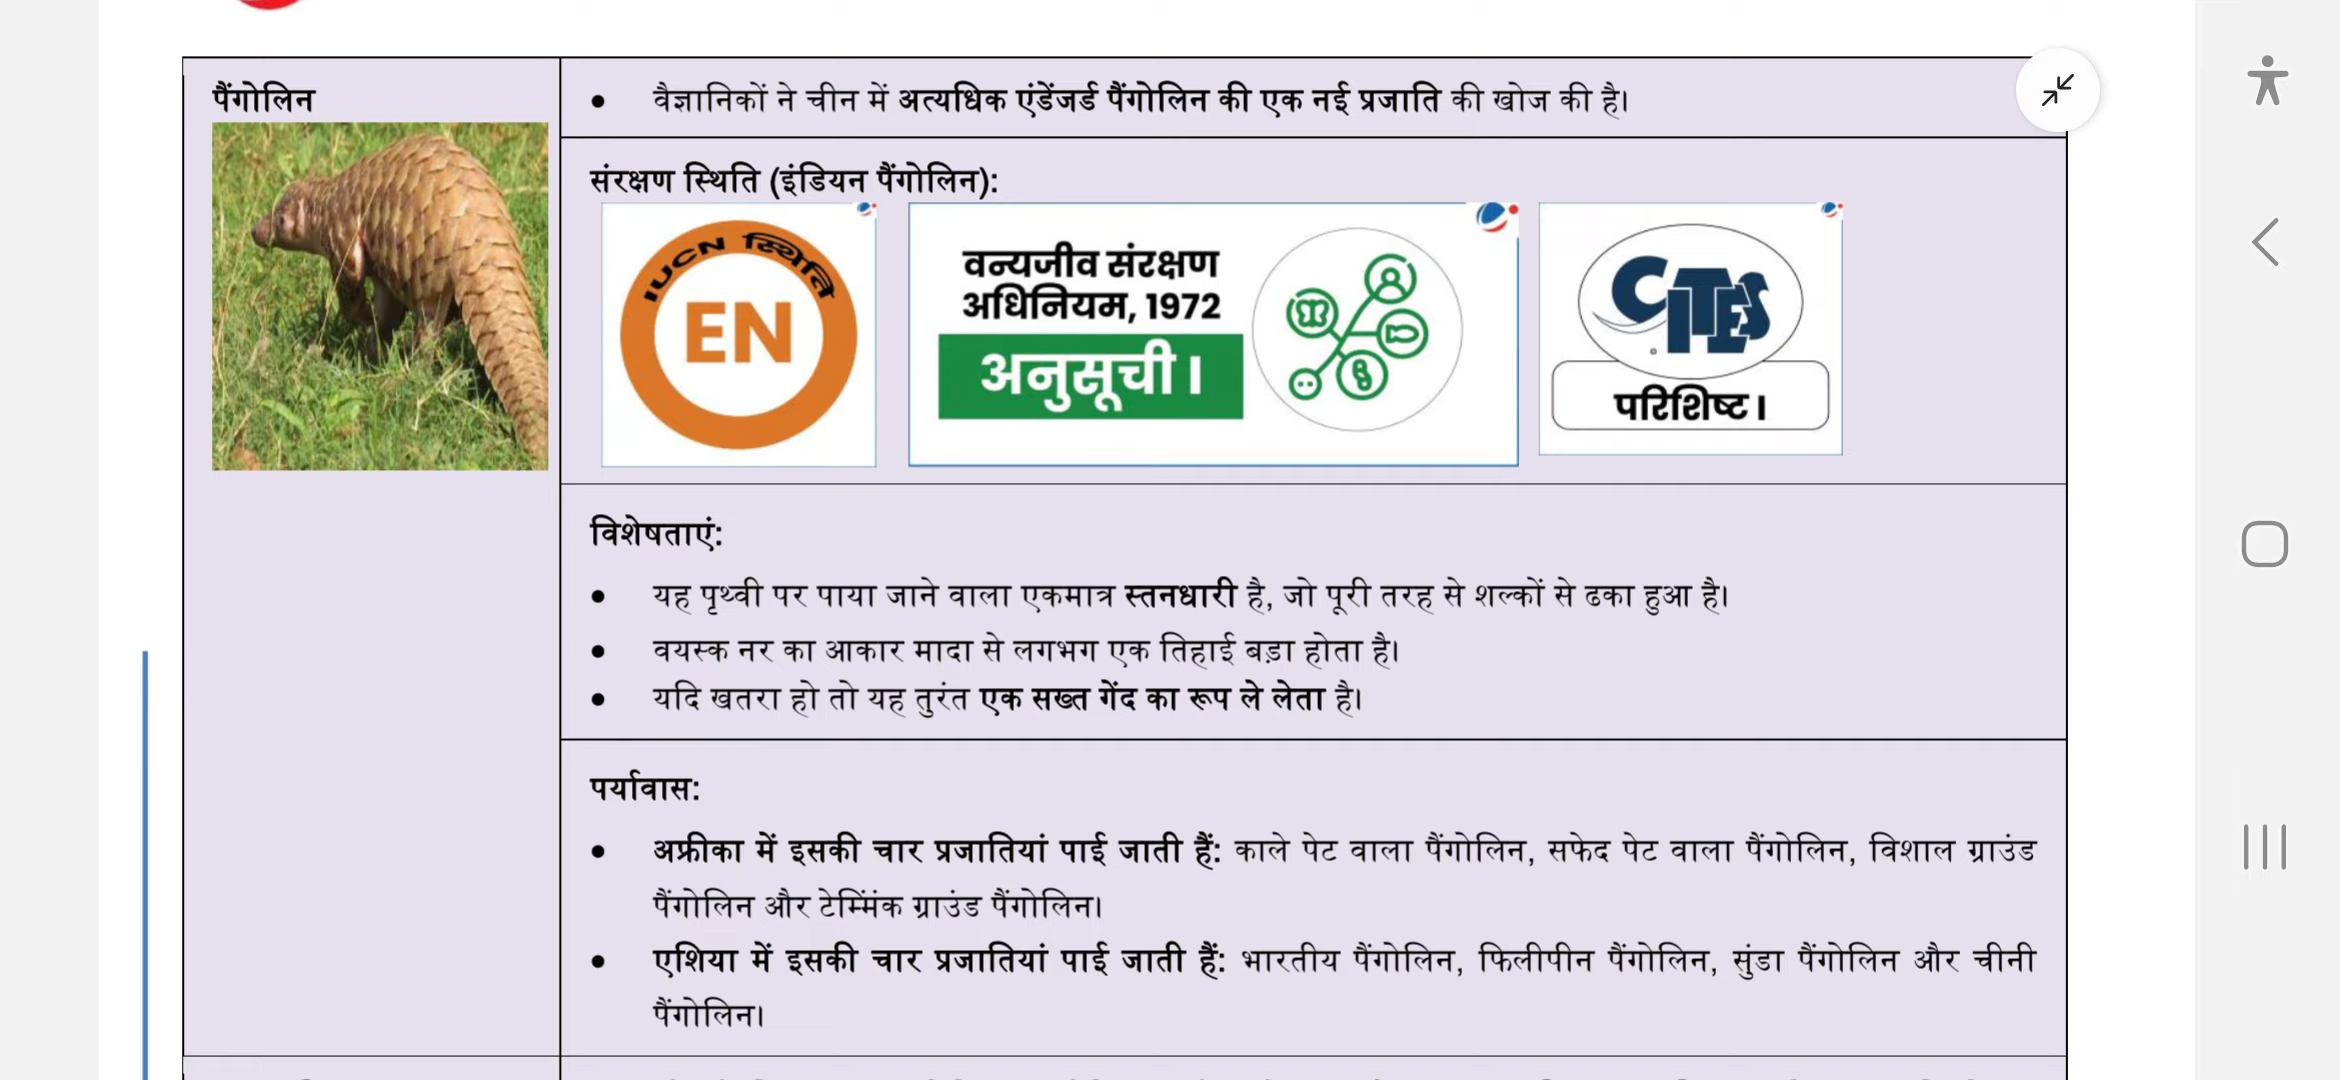 पैंगोलिन
वैज्ञानिकों ने चीन में अत्यधिक एंडेंजर्ड पैंगोलिन की एक नई प्रजाति की खोज की है।
संरक्षण स्थिति (इंडियन पैंगोलिन):
IUCN स्थिति
EN
वन्यजीव संरक्षण
अधिनियम, 1972
अनुसूची I
CITES
परिशिष्ट I
विशेषताएं:
यह पृथ्वी पर पाया जाने वाला एकमात्र स्तनधारी है, जो पूरी तरह से शल्कों से ढका हुआ है।
वयस्क नर का आकार मादा से लगभग एक तिहाई बड़ा होता है।
यदि खतरा हो तो यह तुरंत एक सख्त गेंद का रूप ले लेता है।
पर्यावास:
अफ्रीका में इसकी चार प्रजातियां पाई जाती हैं: काले पेट वाला पैंगोलिन, सफेद पेट वाला पैंगोलिन, विशाल ग्राउंड
पैंगोलिन और टेम्मिंक ग्राउंड पैंगोलिन।
एशिया में इसकी चार प्रजातियां पाई जाती हैं: भारतीय पैंगोलिन, फिलीपीन पैंगोलिन, सुंडा पैंगोलिन और चीनी
पैंगोलिन।